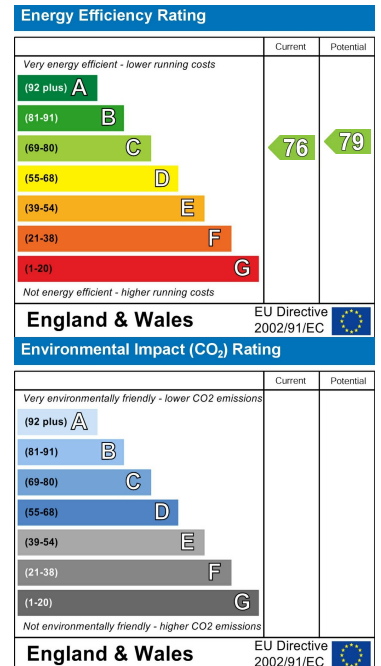 Energy Efficiency Rating
Current Potential
Very energy efficient - lower running costs
(92 plus) A
(81-91) B
(69-80) C 76 79
(55-68) D
(39-54) E
(21-38) F
(1-20) G
Not energy efficient - higher running costs
England & Wales EU Directive 2002/91/EC
Environmental Impact (CO₂) Rating
Current Potential
Very environmentally friendly - lower CO2 emissions
(92 plus) A
(81-91) B
(69-80) C
(55-68) D
(39-54) E
(21-38) F
(1-20) G
Not environmentally friendly - higher CO2 emissions
England & Wales EU Directive 2002/91/EC